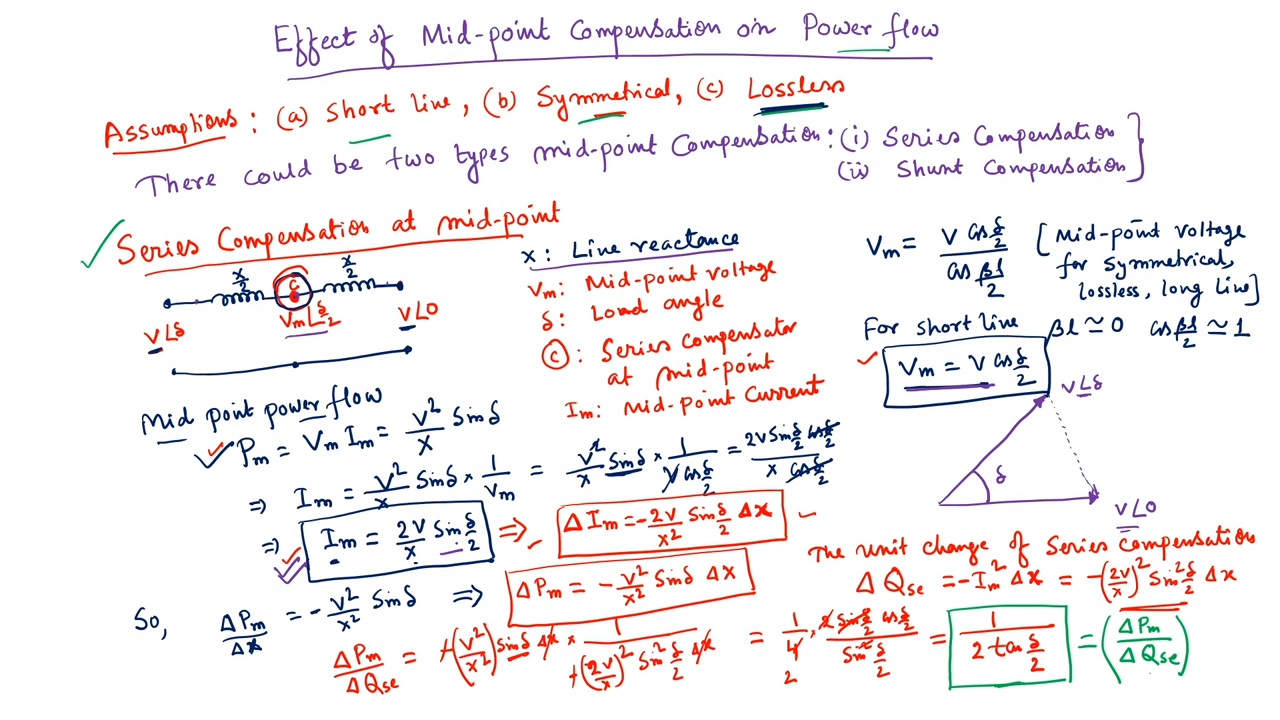 Effect of Mid-point Compensation on Power flow
Assumptions : (a) Short line, (b) Symmetrical, (c) Lossless
There could be two types mid-point Compensation : (i) Series Compensation
(ii) Shunt Compensation
Series Compensation at mid-point
x/2 C x/2
V∠δ Vm∠δ/2 V∠0
x : Line reactance
Vm: Mid-point voltage
δ: Load angle
(C) : Series Compensator
at mid-point
Im: Mid-point Current
Vm = V cos δ/2 / cos βl/2 [Mid-point voltage
for Symmetrical,
lossless, long line]
For short line βl ≃ 0 cos βl/2 ≃ 1
Vm = V cos δ/2
V∠δ
δ
V∠0
Mid point power flow
Pm = Vm Im = V²/x Sinδ
⇒ Im = V²/x Sinδ × 1/Vm = V²/x Sinδ × 1/(V cos δ/2) = 2V Sin δ/2 cos δ/2 / (x cos δ/2)
⇒ Im = 2V/x Sin δ/2 ⇒ ΔIm = -2V/x² Sin δ/2 Δx
So, ΔPm/Δx = -V²/x² Sinδ ⇒ ΔPm = -V²/x² Sinδ Δx
The unit change of Series Compensation
ΔQse = -Im² Δx = -(2V/x)² Sin² δ/2 Δx
ΔPm/ΔQse = +(V²/x²) sinδ Δx × 1/(+(2V/x)² Sin² δ/2 Δx) = 1/4 2 × 2 Sin δ/2 cos δ/2 / Sin² δ/2 = 1/(2 tan δ/2) = (ΔPm/ΔQse)